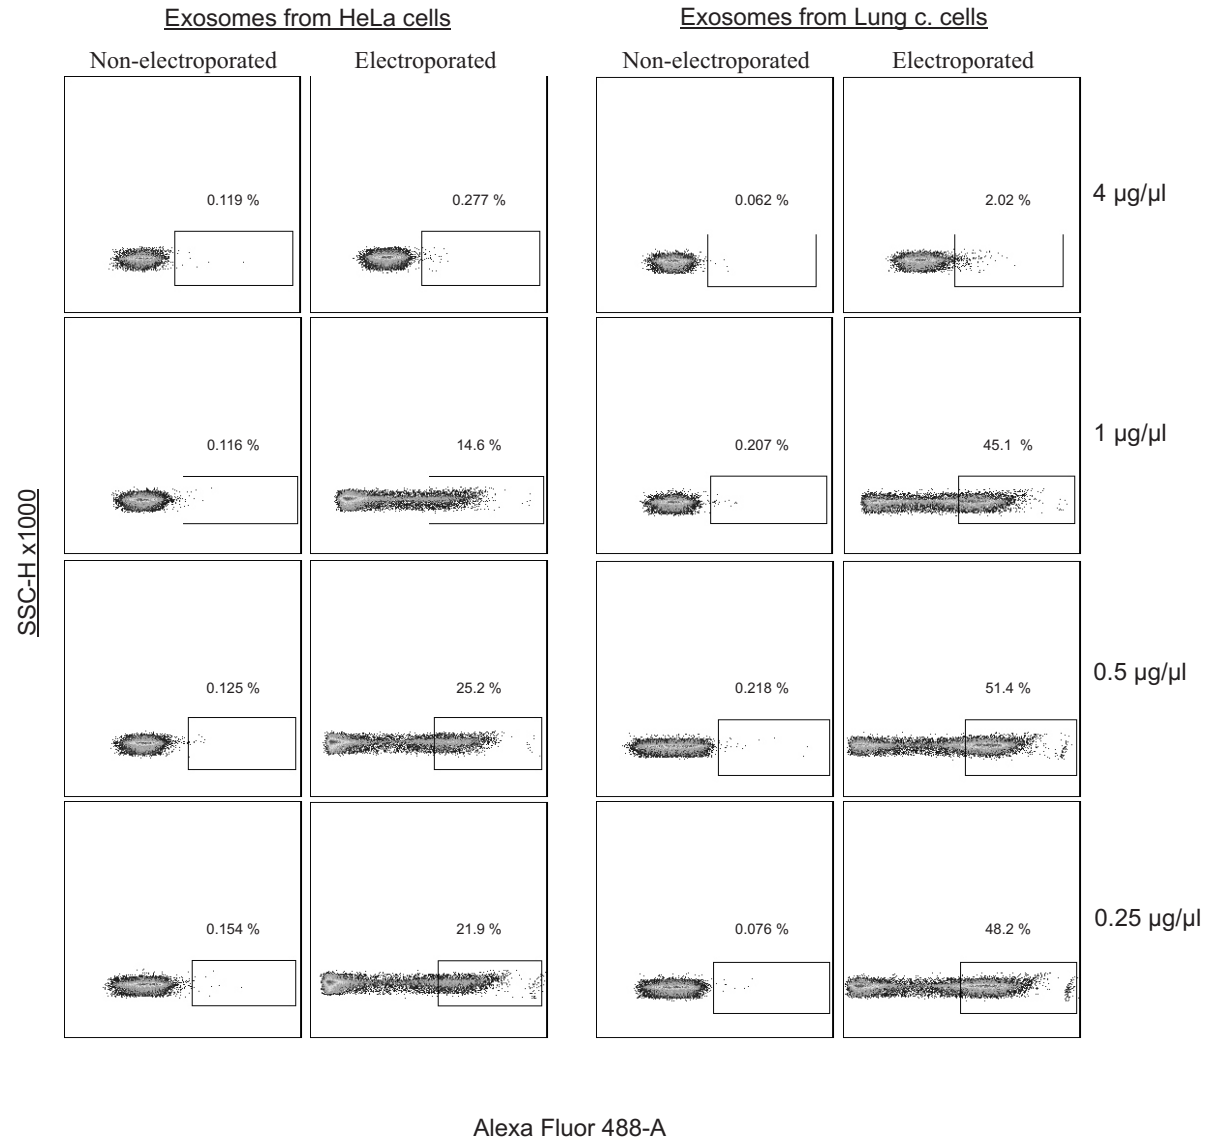 Exosomes from HeLa cells
Exosomes from Lung c. cells
Non-electroporated
Electroporated
Non-electroporated
Electroporated
0.119 %
0.277 %
0.062 %
2.02 %
4 µg/µl
0.116 %
14.6 %
0.207 %
45.1 %
1 µg/µl
SSC-H x1000
0.125 %
25.2 %
0.218 %
51.4 %
0.5 µg/µl
0.154 %
21.9 %
0.076 %
48.2 %
0.25 µg/µl
Alexa Fluor 488-A